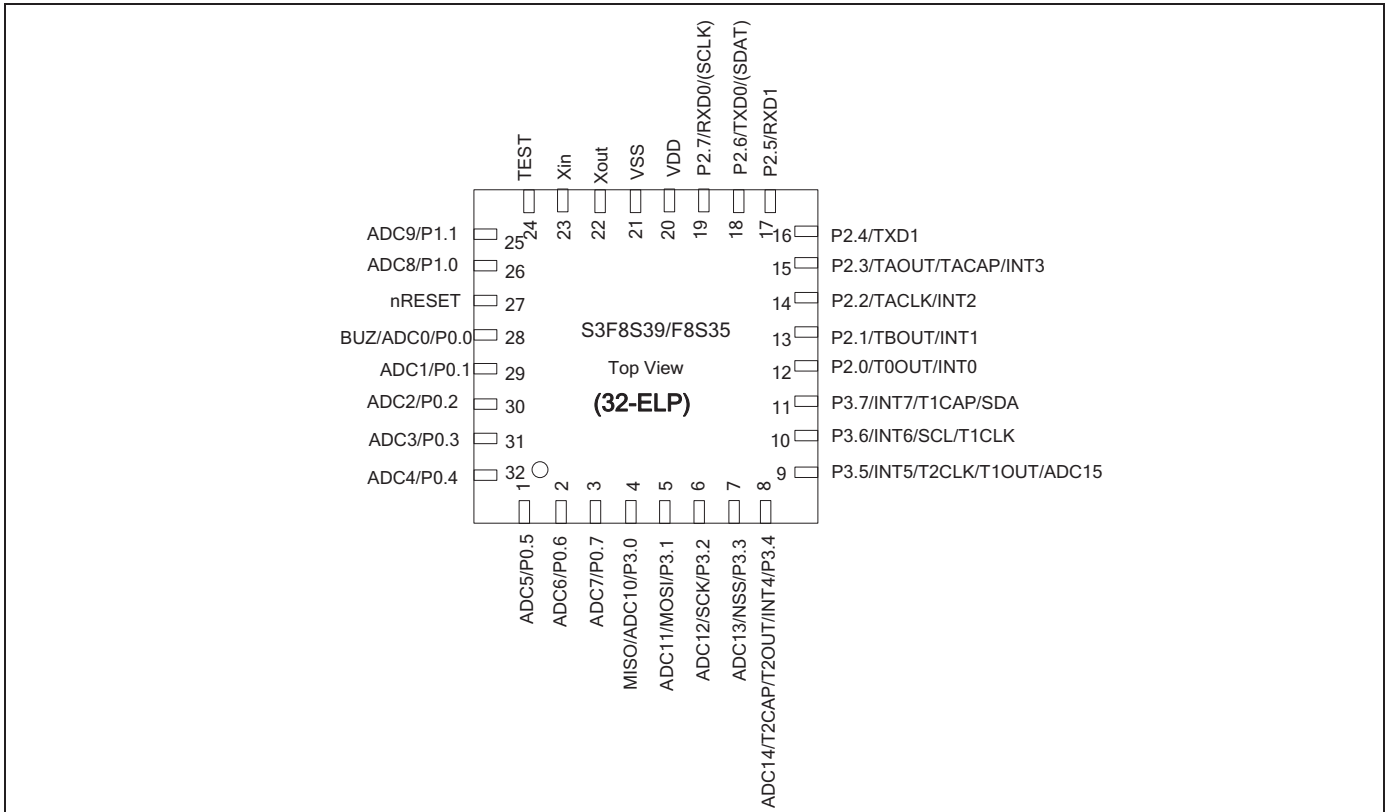 TEST
Xin
Xout
VSS
VDD
P2.7/RXD0/(SCLK)
P2.6/TXD0/(SDAT)
P2.5/RXD1
24
23
22
21
20
19
18
17
ADC9/P1.1
25
ADC8/P1.0
26
nRESET
27
BUZ/ADC0/P0.0
28
ADC1/P0.1
29
ADC2/P0.2
30
ADC3/P0.3
31
ADC4/P0.4
32
S3F8S39/F8S35
Top View
(32-ELP)
16
P2.4/TXD1
15
P2.3/TAOUT/TACAP/INT3
14
P2.2/TACLK/INT2
13
P2.1/TBOUT/INT1
12
P2.0/T0OUT/INT0
11
P3.7/INT7/T1CAP/SDA
10
P3.6/INT6/SCL/T1CLK
9
P3.5/INT5/T2CLK/T1OUT/ADC15
1
2
3
4
5
6
7
8
ADC5/P0.5
ADC6/P0.6
ADC7/P0.7
MISO/ADC10/P3.0
ADC11/MOSI/P3.1
ADC12/SCK/P3.2
ADC13/NSS/P3.3
ADC14/T2CAP/T2OUT/INT4/P3.4